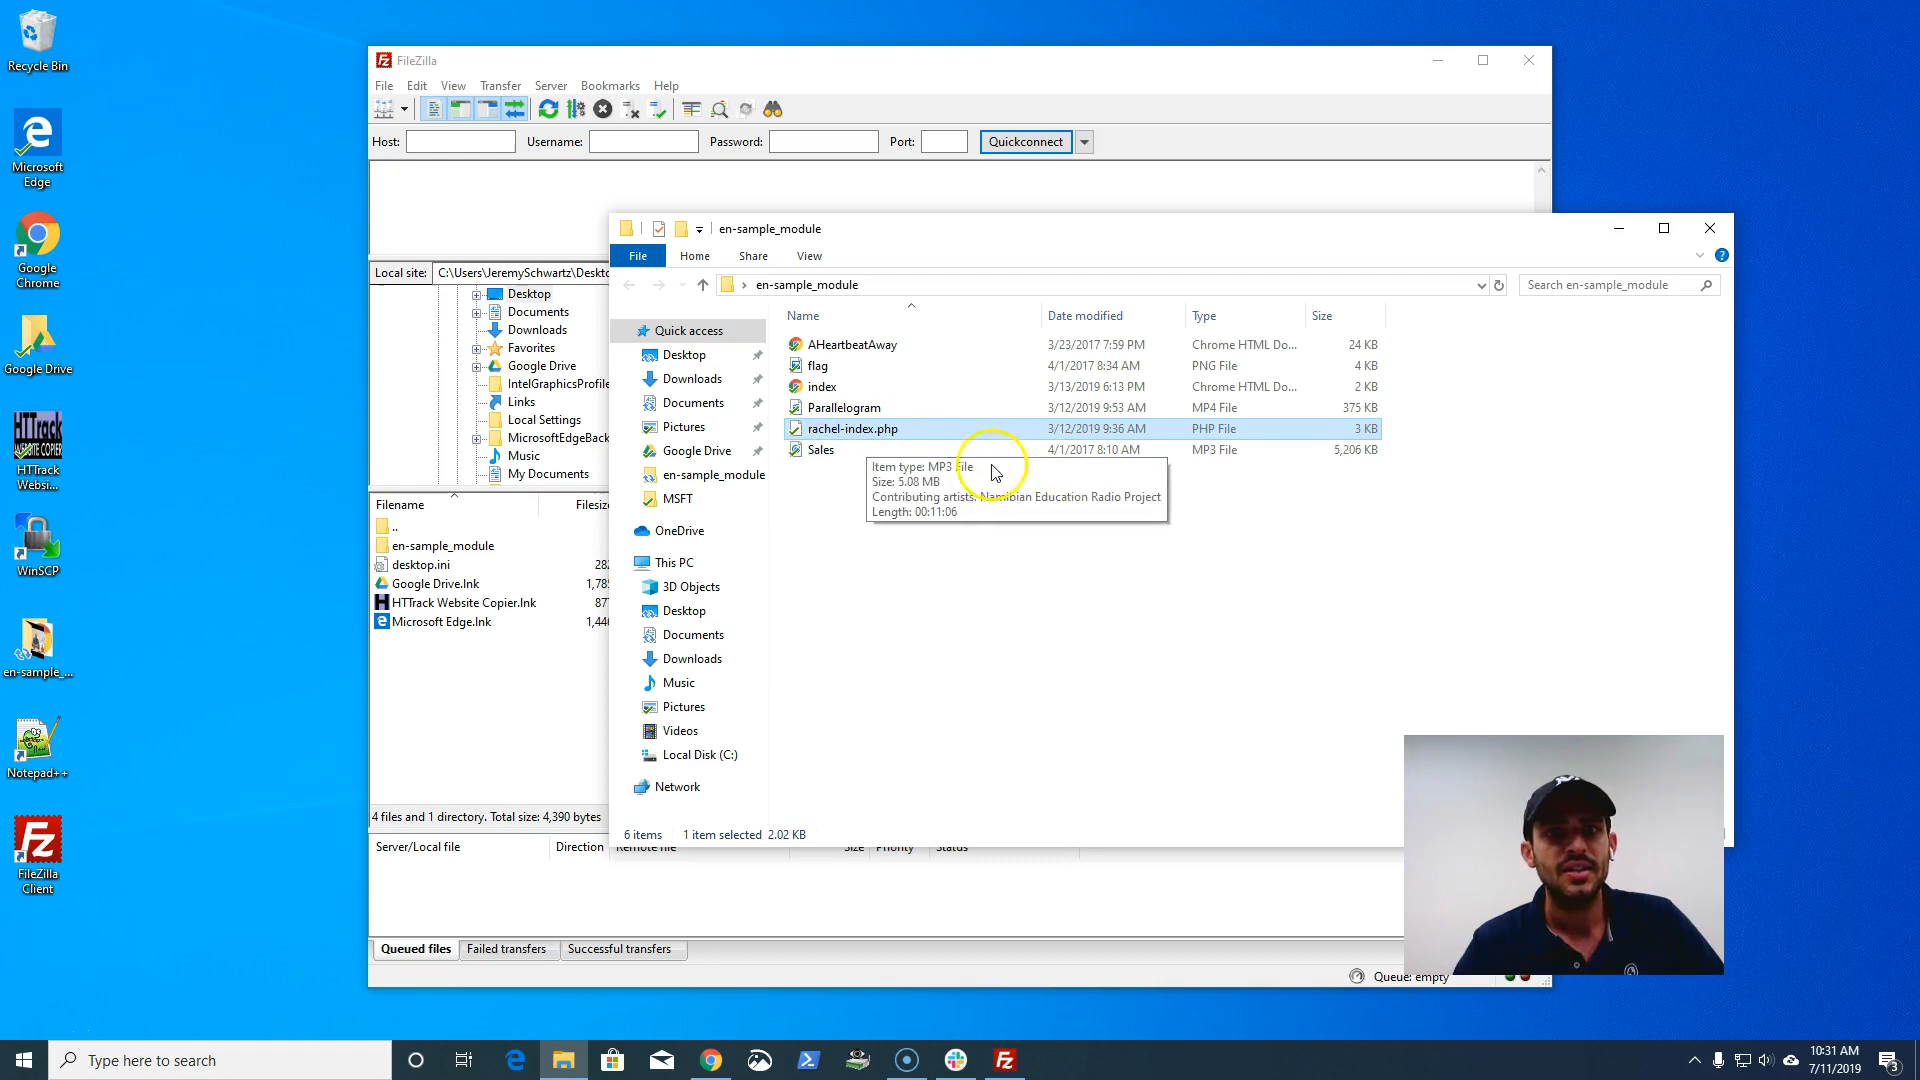 Recycle Bin
Microsoft
Edge
Google
Chrome
Google Drive
HTTrack
WEBSITE COPIER
HTTrack
Websi...
WinSCP
en-sample_...
Notepad++
FileZilla
Client
FileZilla
File Edit View Transfer Server Bookmarks Help
Host: Username: Password: Port: Quickconnect
Local site: C:\Users\JeremySchwartz\Deskto
Desktop
Documents
Downloads
Favorites
Google Drive
IntelGraphicsProfile
Links
Local Settings
MicrosoftEdgeBack
Music
My Documents
Filename Filesize
..
en-sample_module
desktop.ini 282
Google Drive.lnk 1,785
HTTrack Website Copier.lnk 877
Microsoft Edge.lnk 1,446
4 files and 1 directory. Total size: 4,390 bytes
Server/Local file Direction Remote file Size Priority Status
Queued files Failed transfers Successful transfers
Queue: empty
en-sample_module
File Home Share View
en-sample_module
Search en-sample_module
Quick access
Desktop
Downloads
Documents
Pictures
Google Drive
en-sample_module
MSFT
OneDrive
This PC
3D Objects
Desktop
Documents
Downloads
Music
Pictures
Videos
Local Disk (C:)
Network
Name Date modified Type Size
AHeartbeatAway 3/23/2017 7:59 PM Chrome HTML Do... 24 KB
flag 4/1/2017 8:34 AM PNG File 4 KB
index 3/13/2019 6:13 PM Chrome HTML Do... 2 KB
Parallelogram 3/12/2019 9:53 AM MP4 File 375 KB
rachel-index.php 3/12/2019 9:36 AM PHP File 3 KB
Sales 4/1/2017 8:10 AM MP3 File 5,206 KB
Item type: MP3 File
Size: 5.08 MB
Contributing artists: Namibian Education Radio Project
Length: 00:11:06
6 items 1 item selected 2.02 KB
Type here to search
10:31 AM
7/11/2019
3